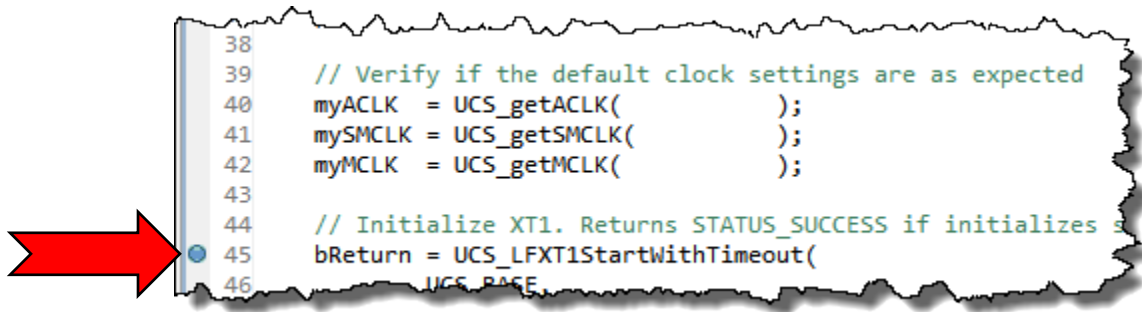 38
39 // Verify if the default clock settings are as expected
40 myACLK = UCS_getACLK( );
41 mySMCLK = UCS_getSMCLK( );
42 myMCLK = UCS_getMCLK( );
43
44 // Initialize XT1. Returns STATUS_SUCCESS if initializes
45 bReturn = UCS_LFXT1StartWithTimeout(
46 UCS_BASE,